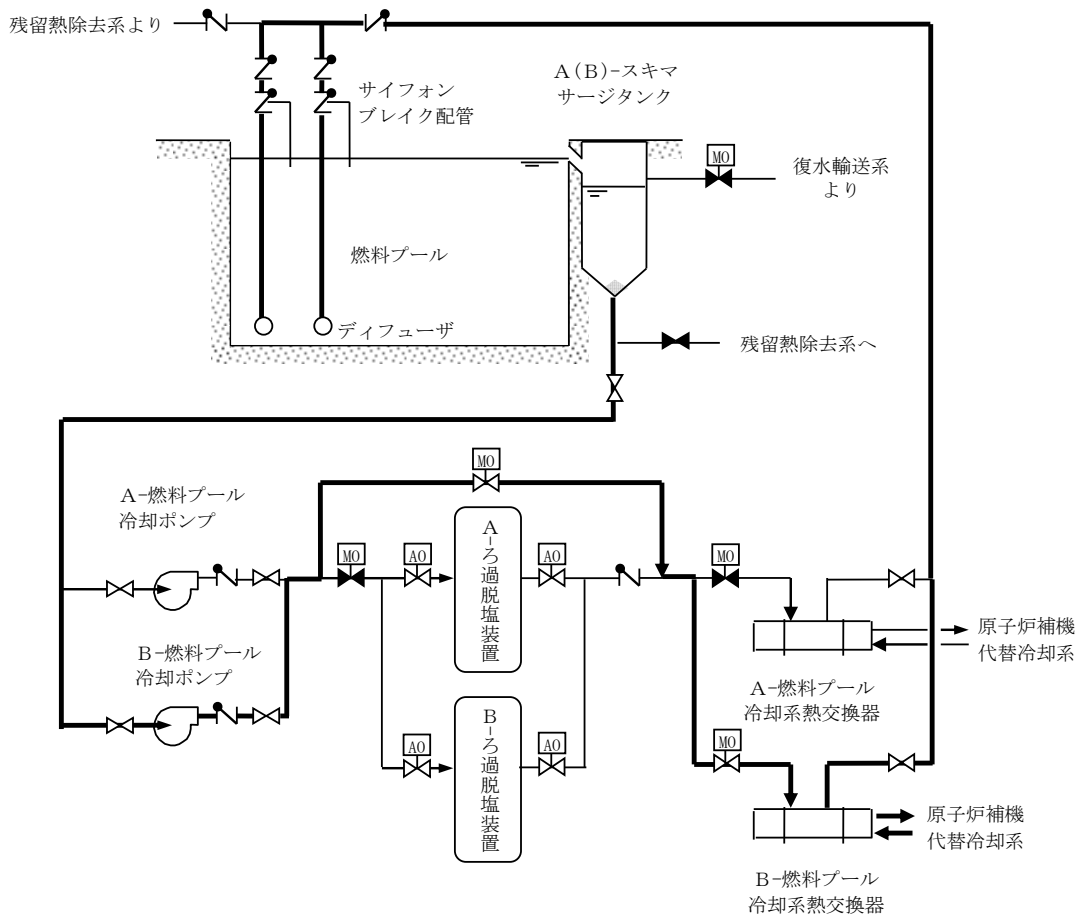 残留熱除去系より
A(B)-スキマ
サージタンク
サイフォン
ブレイク配管
MO
復水輸送系
より
燃料プール
ディフューザ
残留熱除去系へ
MO
A-燃料プール
冷却ポンプ
MO
AO
A-ろ過脱塩装置
AO
MO
原子炉補機
代替冷却系
B-燃料プール
冷却ポンプ
A-燃料プール
冷却系熱交換器
AO
B-ろ過脱塩装置
AO
MO
原子炉補機
代替冷却系
B-燃料プール
冷却系熱交換器